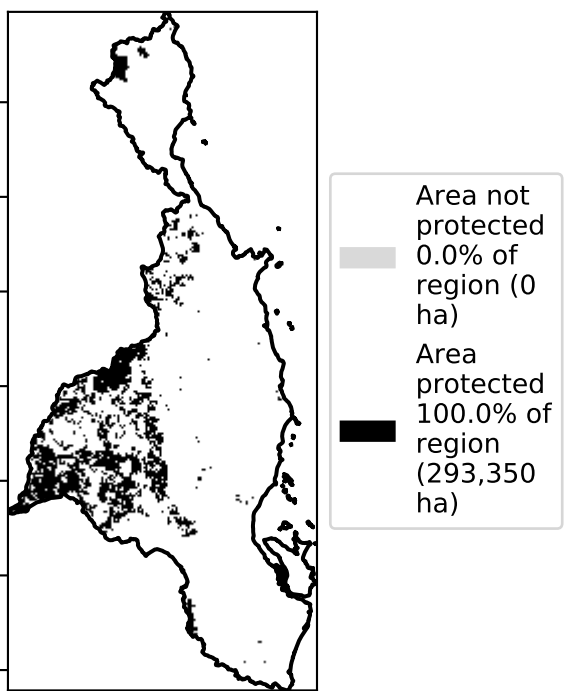 Area not
protected
0.0% of
region (0
ha)
Area
protected
100.0% of
region
(293,350
ha)